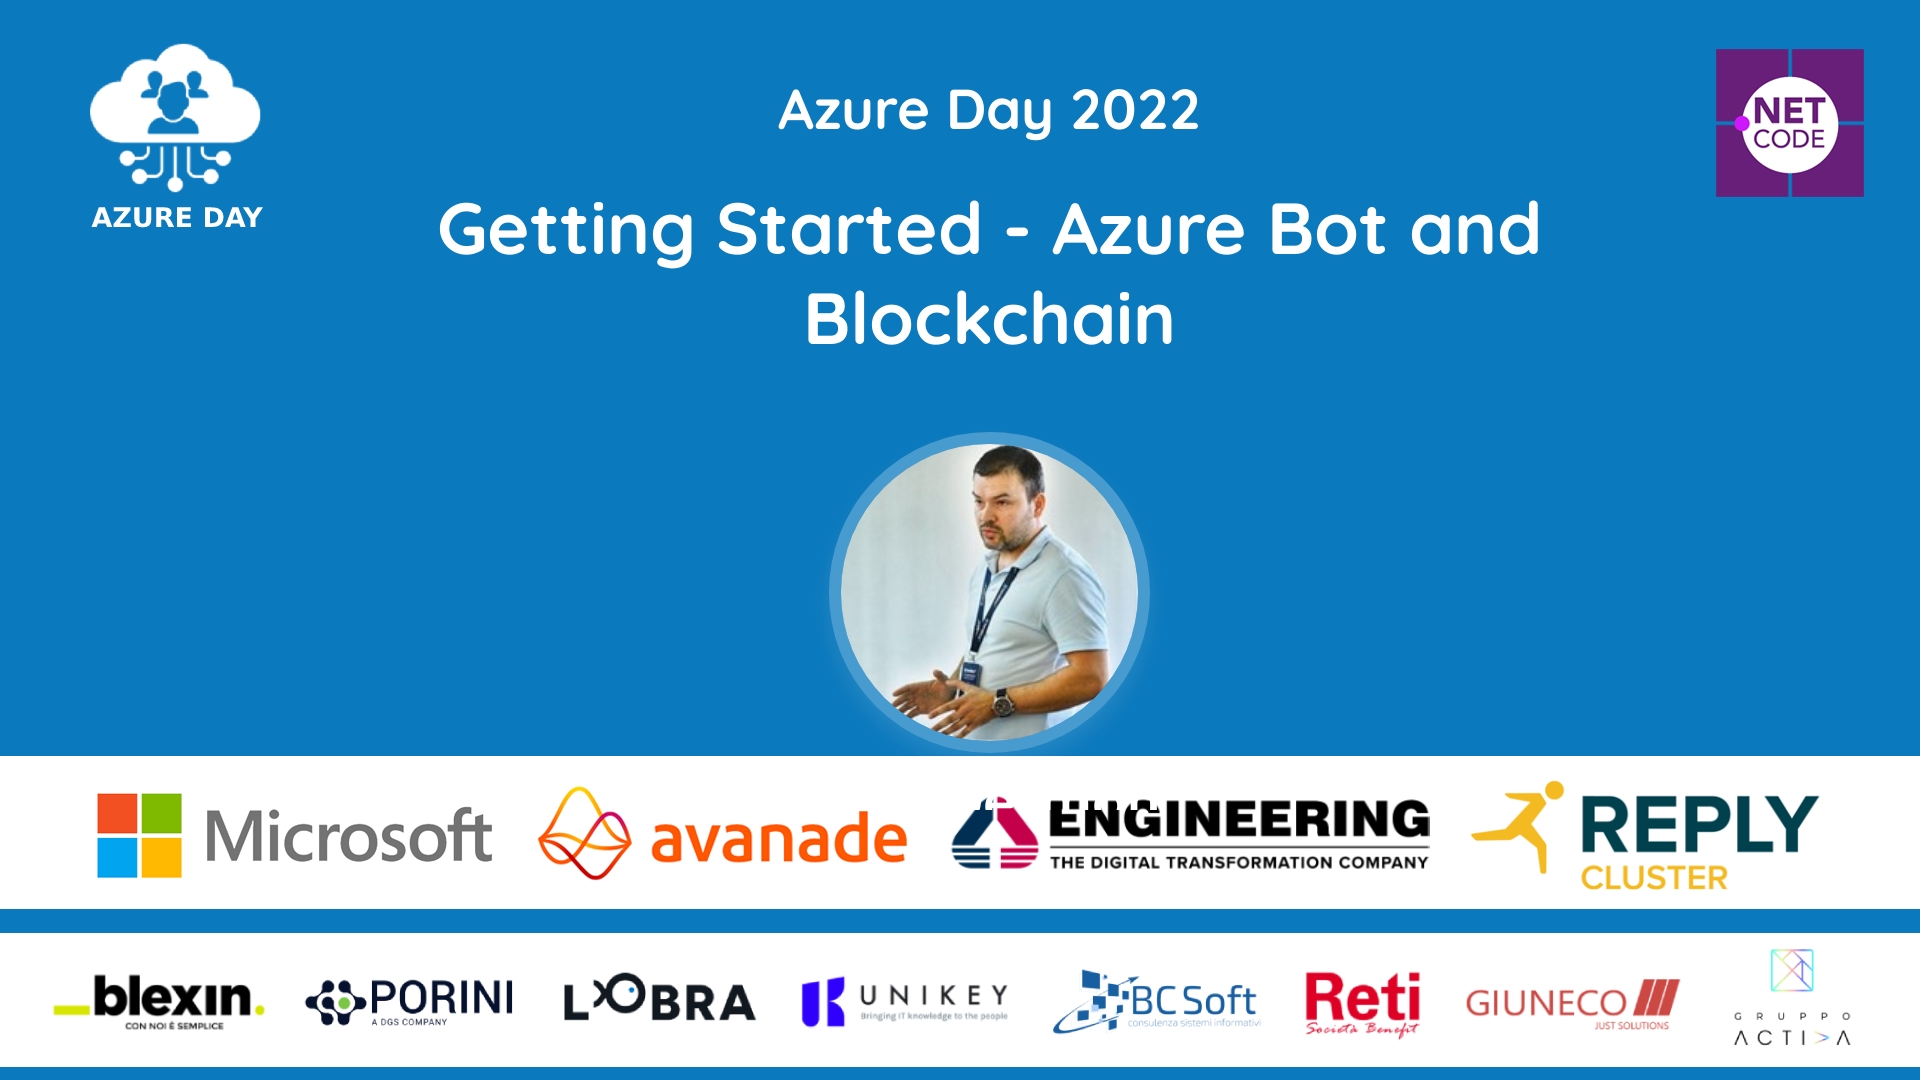 AZURE DAY
Azure Day 2022
NET
CODE
Getting Started - Azure Bot and
Blockchain
Microsoft
avanade
ENGINEERING
THE DIGITAL TRANSFORMATION COMPANY
REPLY
CLUSTER
blexin.
CON NOI È SEMPLICE
PORINI
A DGS COMPANY
LOBRA
UNIKEY
Bringing IT knowledge to the people
BC Soft
consulenza sistemi informativi
Reti
Società Benefit
GIUNECO
JUST SOLUTIONS
GRUPPO
ACTIVA